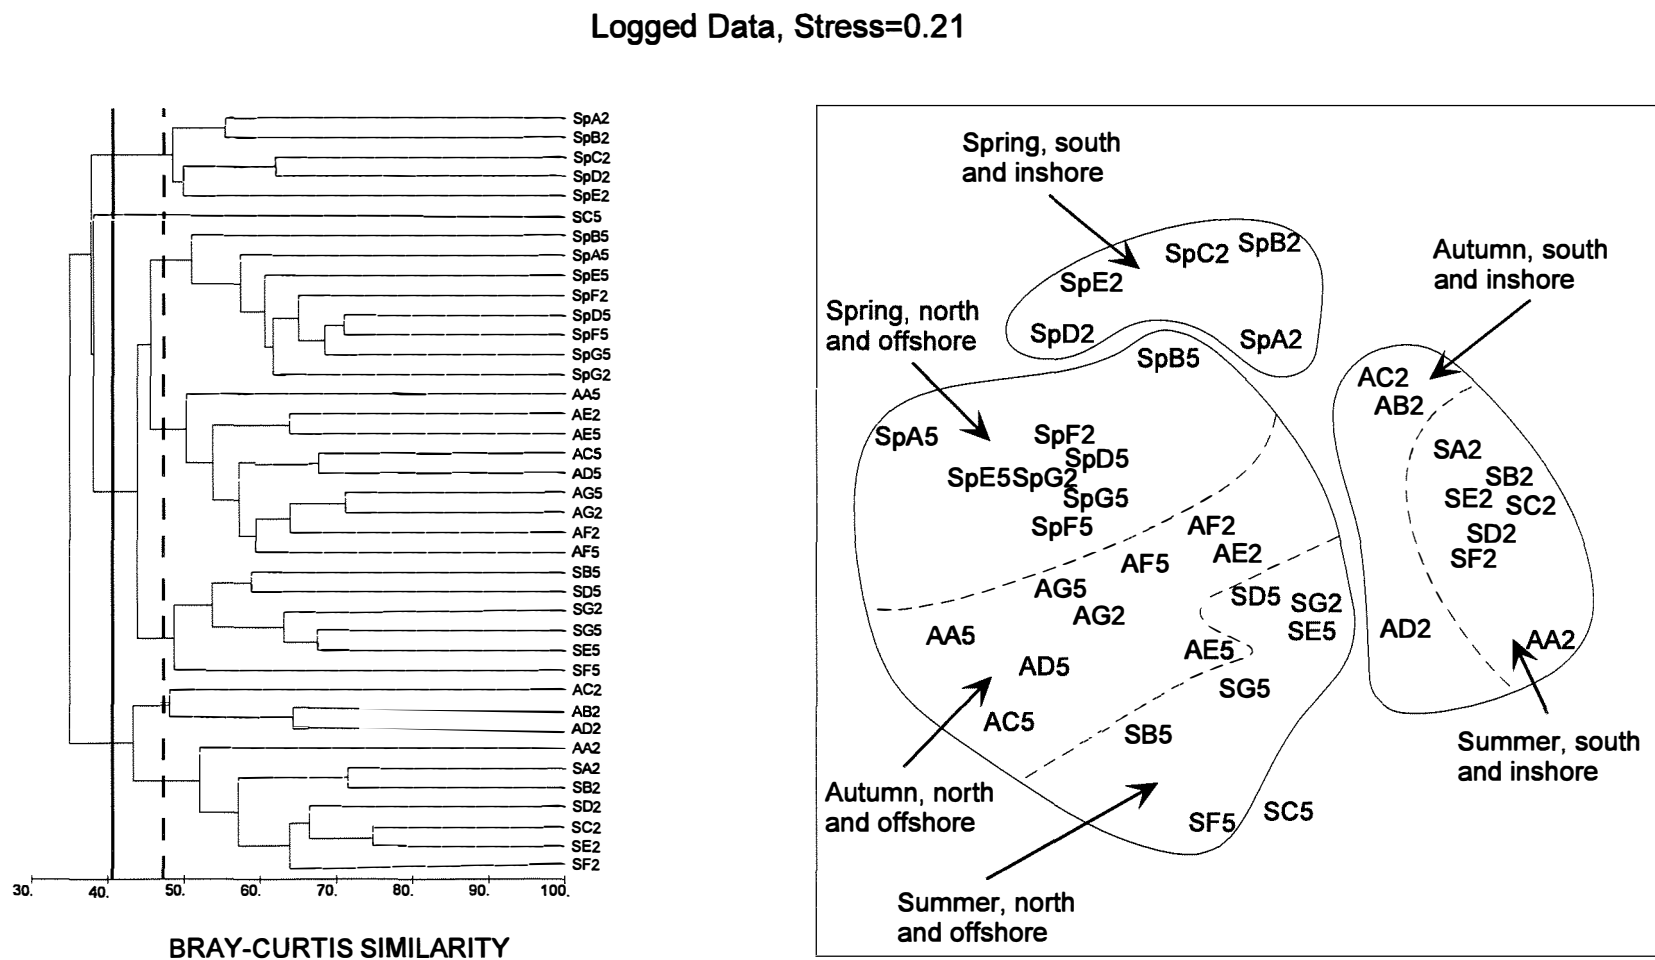 Logged Data, Stress=0.21
SpA2
SpB2
SpC2
SpD2
SpE2
SC5
SpB5
SpA5
SpE5
SpF2
SpD5
SpF5
SpG5
SpG2
AA5
AE2
AE5
AC5
AD5
AG5
AG2
AF2
AF5
SB5
SD5
SG2
SG5
SE5
SF5
AC2
AB2
AD2
AA2
SA2
SB2
SD2
SC2
SE2
SF2
30. 40. 50. 60. 70. 80. 90. 100.
BRAY-CURTIS SIMILARITY
Spring, south
and inshore
SpC2 SpB2
SpE2
SpD2 SpA2
Autumn, south
and inshore
Spring, north
and offshore
SpB5
AC2
AB2
SpA5 SpF2
SpD5
SpE5 SpG2
SpG5
SpF5
SA2
SB2
SE2 SC2
SD2
SF2
AF2
AE2
AF5
AG5
AG2
SD5 SG2
SE5
AA5
AE5
AD5
SG5
AC5
SB5
AD2
AA2
Summer, south
and inshore
Autumn, north
and offshore
SF5 SC5
Summer, north
and offshore